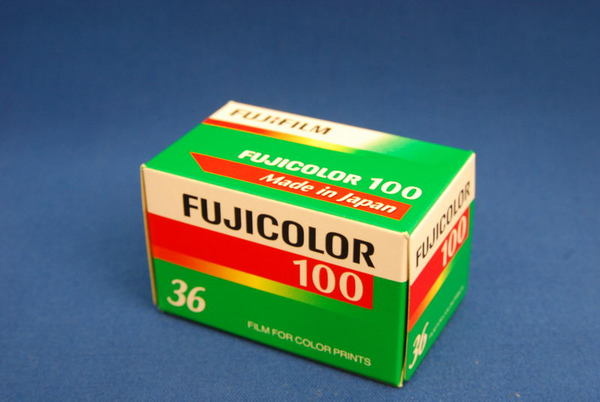 FUJIFILM
FUJICOLOR 100
Made in Japan
FUJICOLOR
100
36
FILM FOR COLOR PRINTS
FUJICOLOR
100
36